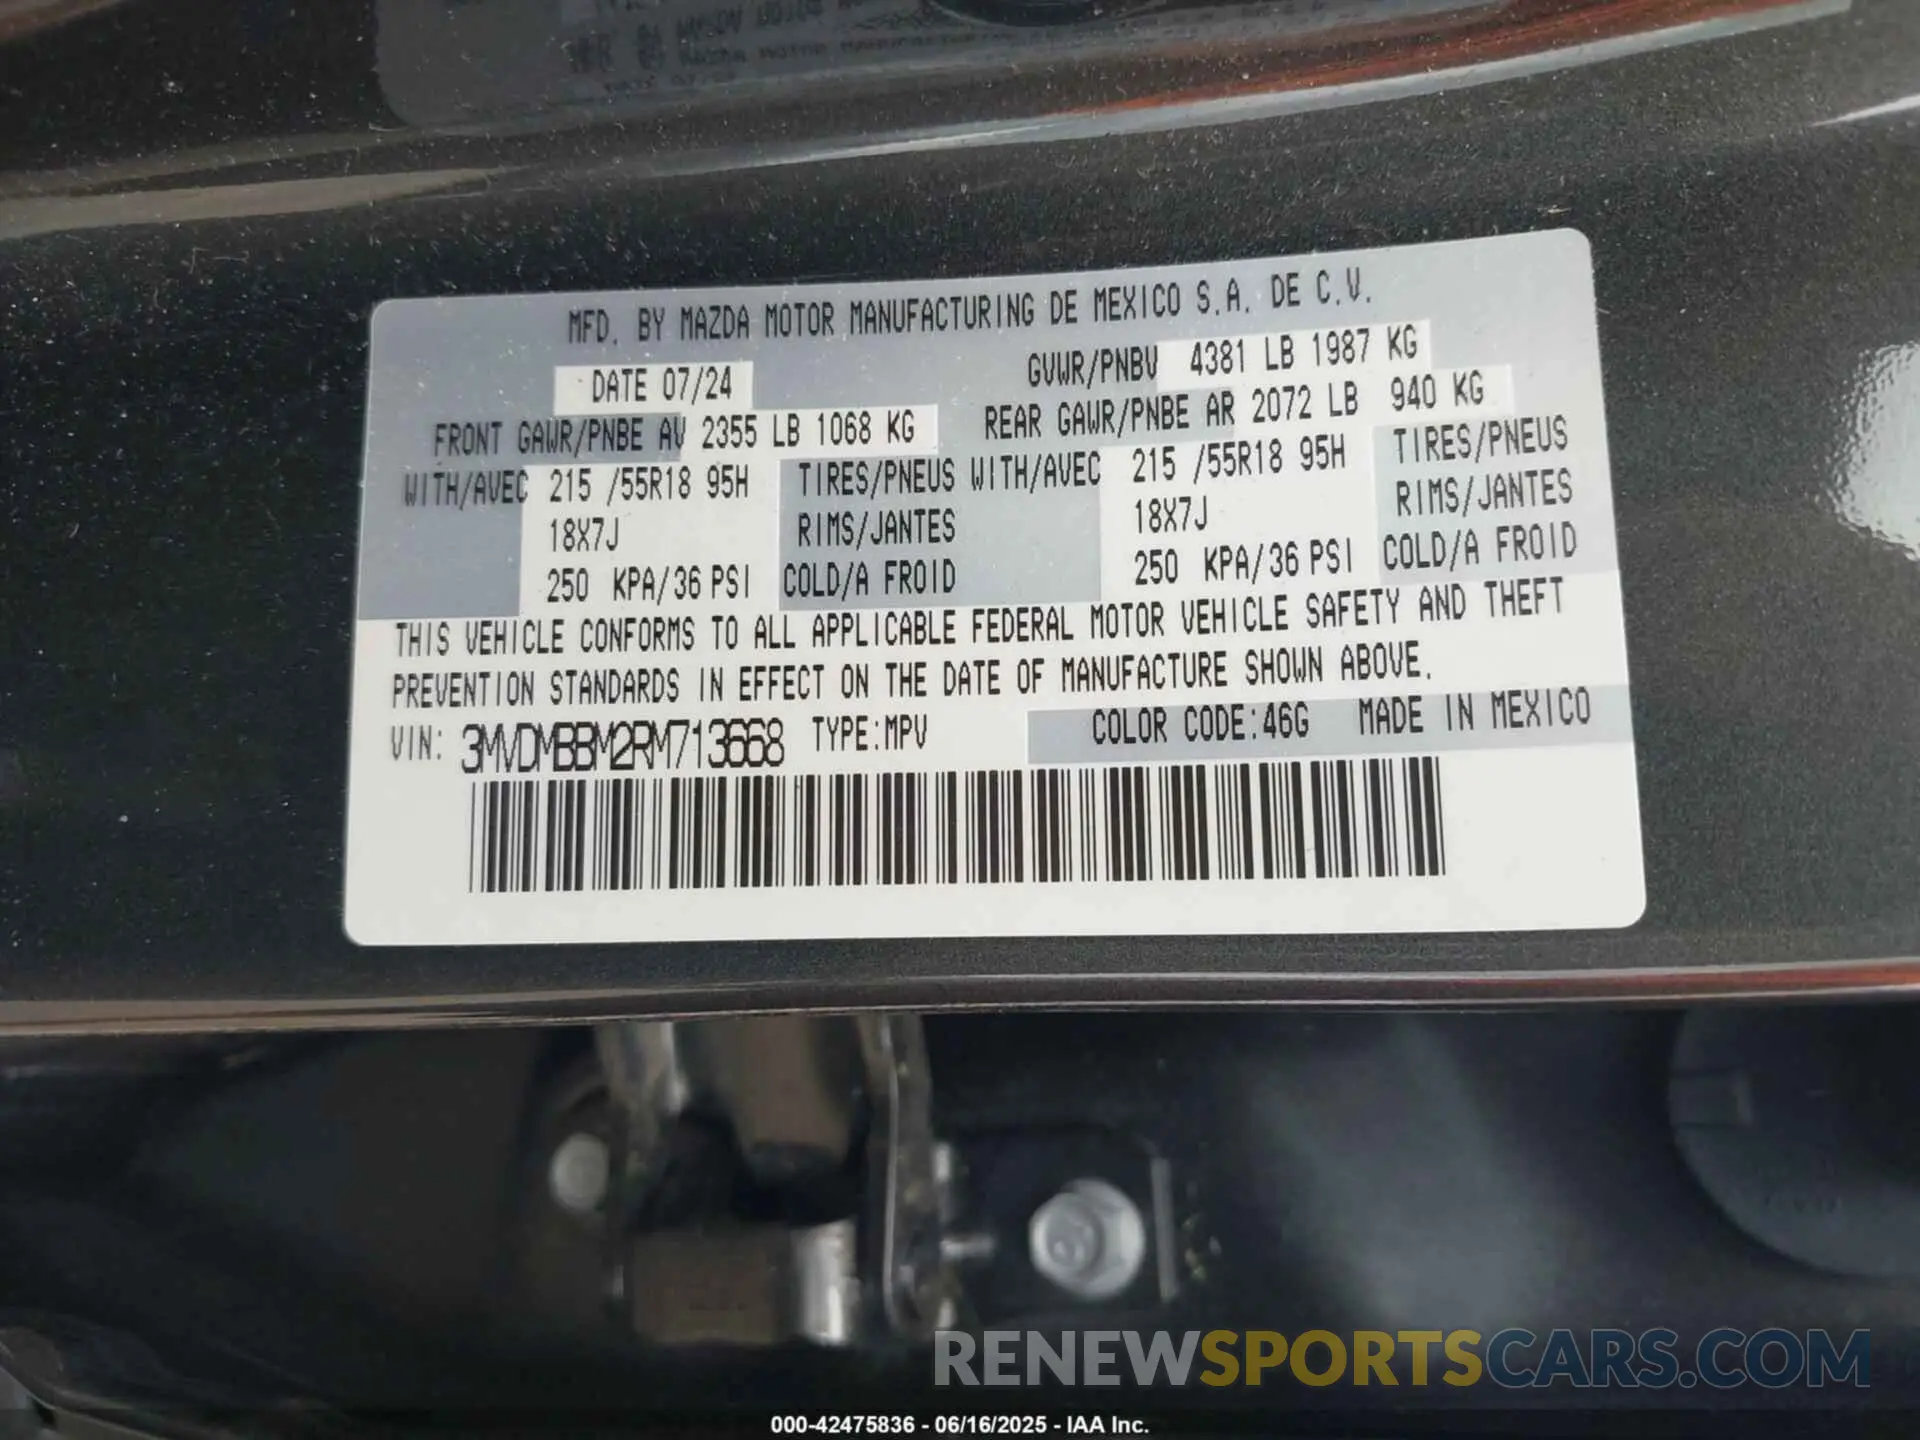 MFD. BY MAZDA MOTOR MANUFACTURING DE MEXICO S.A. DE C.V.
DATE 07/24 GVWR/PNBV 4381 LB 1987 KG
FRONT GAWR/PNBE AV 2355 LB 1068 KG REAR GAWR/PNBE AR 2072 LB 940 KG
WITH/AVEC 215 /55R18 95H TIRES/PNEUS WITH/AVEC 215 /55R18 95H TIRES/PNEUS
18X7J RIMS/JANTES 18X7J RIMS/JANTES
250 KPA/36 PSI COLD/A FROID 250 KPA/36 PSI COLD/A FROID
THIS VEHICLE CONFORMS TO ALL APPLICABLE FEDERAL MOTOR VEHICLE SAFETY AND THEFT
PREVENTION STANDARDS IN EFFECT ON THE DATE OF MANUFACTURE SHOWN ABOVE.
VIN: 3MVDMBBM2RM713668 TYPE:MPV COLOR CODE:46G MADE IN MEXICO
RENEWSPORTSCARS.COM
000-42475836 - 06/16/2025 - IAA Inc.